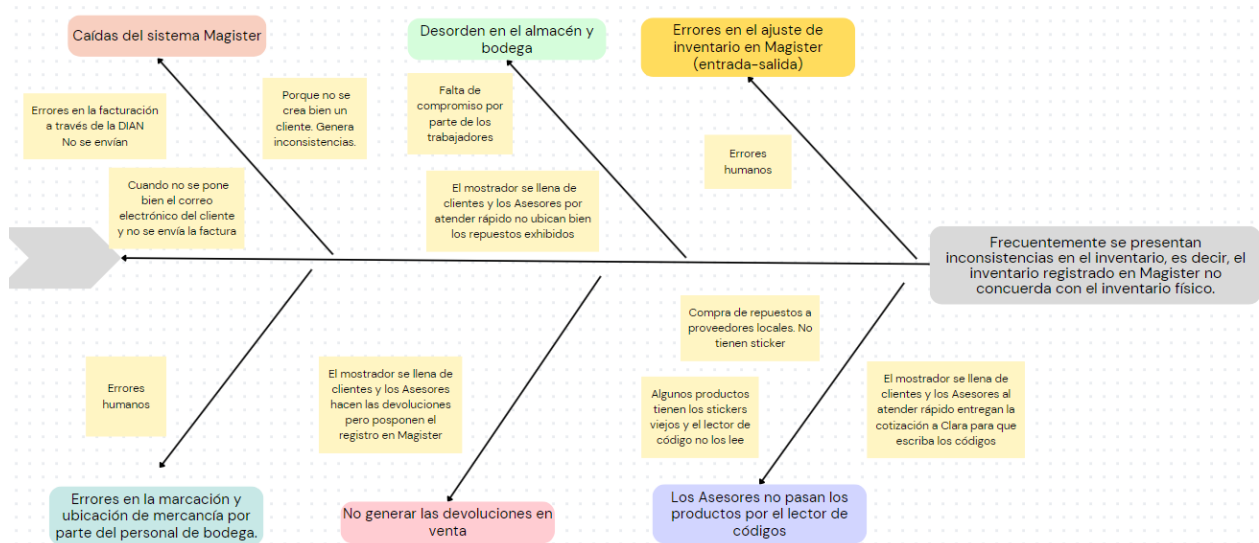 Caídas del sistema Magister
Desorden en el almacén y
bodega
Errores en el ajuste de
inventario en Magister
(entrada-salida)
Errores en la facturación
a través de la DIAN
No se envían
Porque no se
crea bien un
cliente. Genera
inconsistencias.
Falta de
compromiso por
parte de los
trabajadores
Errores
humanos
Cuando no se pone
bien el correo
electrónico del cliente
y no se envía la factura
El mostrador se llena de
clientes y los Asesores por
atender rápido no ubican bien
los repuestos exhibidos
Frecuentemente se presentan
inconsistencias en el inventario, es decir, el
inventario registrado en Magister no
concuerda con el inventario físico.
Errores
humanos
El mostrador se llena de
clientes y los Asesores
hacen las devoluciones
pero posponen el
registro en Magister
Compra de repuestos a
proveedores locales. No
tienen sticker
Algunos productos
tienen los stickers
viejos y el lector de
código no los lee
El mostrador se llena de
clientes y los Asesores al
atender rápido entregan la
cotización a Clara para que
escriba los códigos
Errores en la marcación y
ubicación de mercancía por
parte del personal de bodega.
No generar las devoluciones en
venta
Los Asesores no pasan los
productos por el lector de
códigos